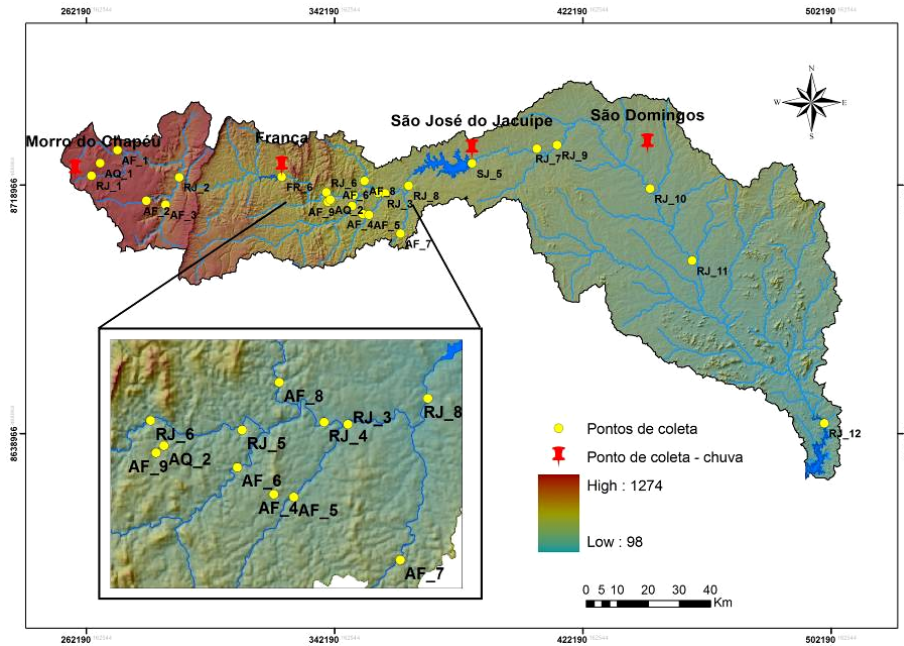 262190
342190
422190
502190
N
W
E
S
São Domingos
São José do Jacuipe
França
Morro do Chapéu
AF_1
AQ_1
RJ_1
RJ_2
AF_2
AF_3
FR_6
RJ_6
AF_6
AF_8
RJ_3
RJ_8
AF_9
AQ_2
AF_4
AF_5
AF_7
SJ_5
RJ_7
RJ_9
RJ_10
RJ_11
RJ_12
8718966
8718966
AF_8
RJ_8
RJ_3
RJ_4
RJ_6
RJ_5
AQ_2
AF_9
AF_6
AF_4
AF_5
AF_7
8638966
8638966
Pontos de coleta
Ponto de coleta - chuva
High : 1274
Low : 98
0 5 10 20 30 40
Km
262190
342190
422190
502190